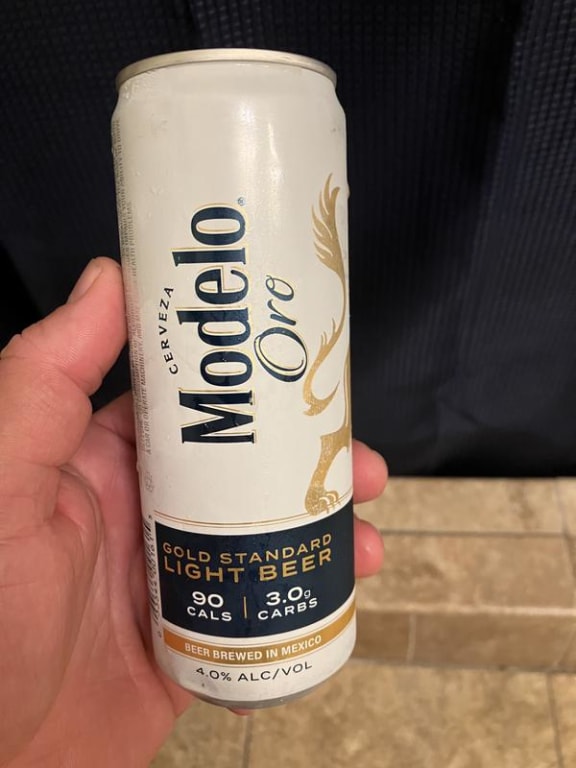 CERVEZA
Modelo®
Oro
GOLD STANDARD
LIGHT BEER
90 CALS
3.0g CARBS
BEER BREWED IN MEXICO
4.0% ALC/VOL